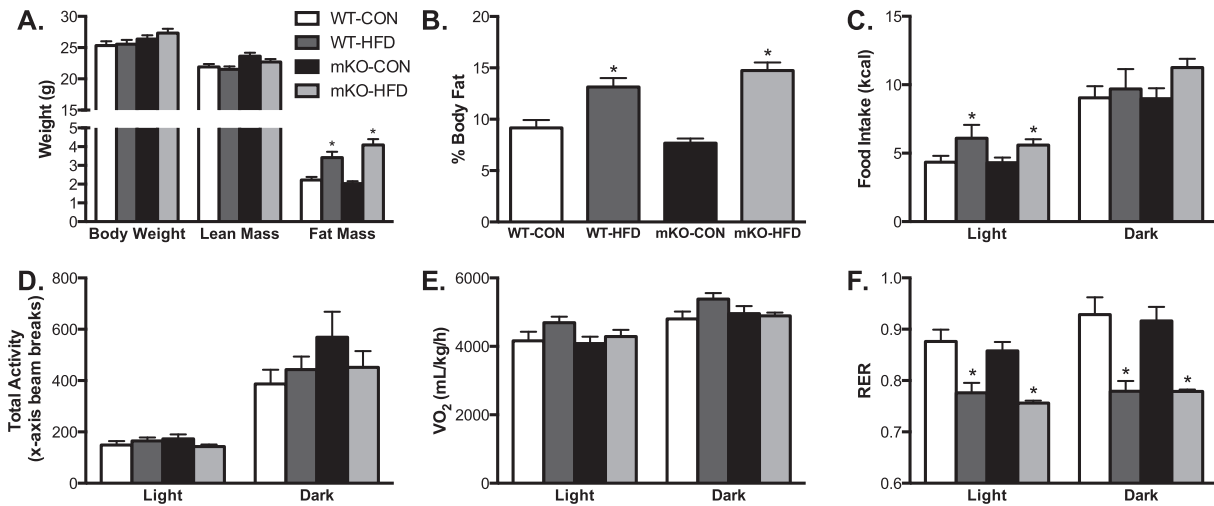 A.
30
25
20
15
10
5
4
3
2
1
0
Weight (g)
WT-CON
WT-HFD
mKO-CON
mKO-HFD
*
*
Body Weight Lean Mass Fat Mass
B.
20
15
10
5
0
% Body Fat
*
*
WT-CON WT-HFD mKO-CON mKO-HFD
C.
15
10
5
0
Food Intake (kcal)
*
*
Light Dark
D.
800
600
400
200
0
Total Activity
(x-axis beam breaks)
Light Dark
E.
6000
4000
2000
0
VO2 (mL/kg/h)
Light Dark
F.
1.0
0.9
0.8
0.7
0.6
RER
*
*
*
*
Light Dark